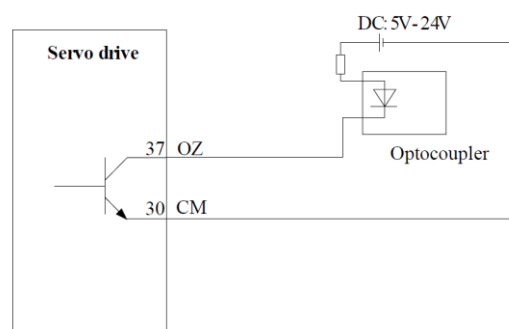 DC: 5V-24V
Servo drive
Optocoupler
37 OZ
30 CM